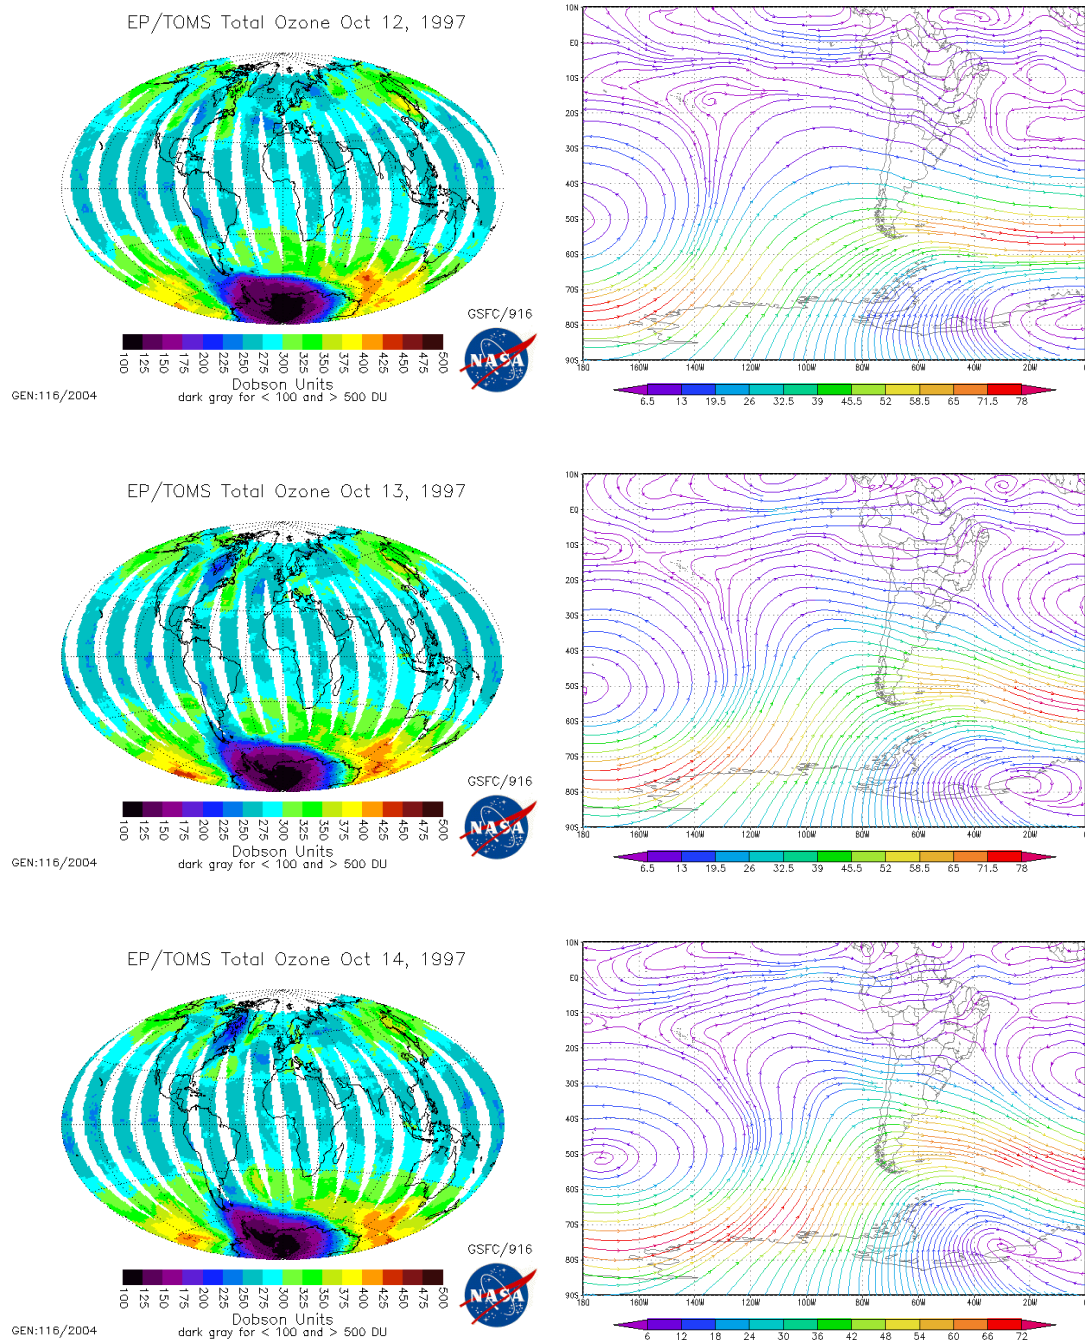 EP/TOMS Total Ozone Oct 12, 1997
GSFC/916
NASA
100 125 150 175 200 225 250 275 300 325 350 375 400 425 450 475 500
Dobson Units
GEN:116/2004
dark gray for < 100 and > 500 DU
10N
EQ
10S
20S
30S
40S
50S
60S
70S
80S
90S
180 160W 140W 120W 100W 80W 60W 40W 20W 0
6.5 13 19.5 26 32.5 39 45.5 52 58.5 65 71.5 78
EP/TOMS Total Ozone Oct 13, 1997
GSFC/916
NASA
100 125 150 175 200 225 250 275 300 325 350 375 400 425 450 475 500
Dobson Units
GEN:116/2004
dark gray for < 100 and > 500 DU
10N
EQ
10S
20S
30S
40S
50S
60S
70S
80S
90S
180 160W 140W 120W 100W 80W 60W 40W 20W 0
6.5 13 19.5 26 32.5 39 45.5 52 58.5 65 71.5 78
EP/TOMS Total Ozone Oct 14, 1997
GSFC/916
NASA
100 125 150 175 200 225 250 275 300 325 350 375 400 425 450 475 500
Dobson Units
GEN:116/2004
dark gray for < 100 and > 500 DU
10N
EQ
10S
20S
30S
40S
50S
60S
70S
80S
90S
180 160W 140W 120W 100W 80W 60W 40W 20W 0
6 12 18 24 30 36 42 48 54 60 66 72